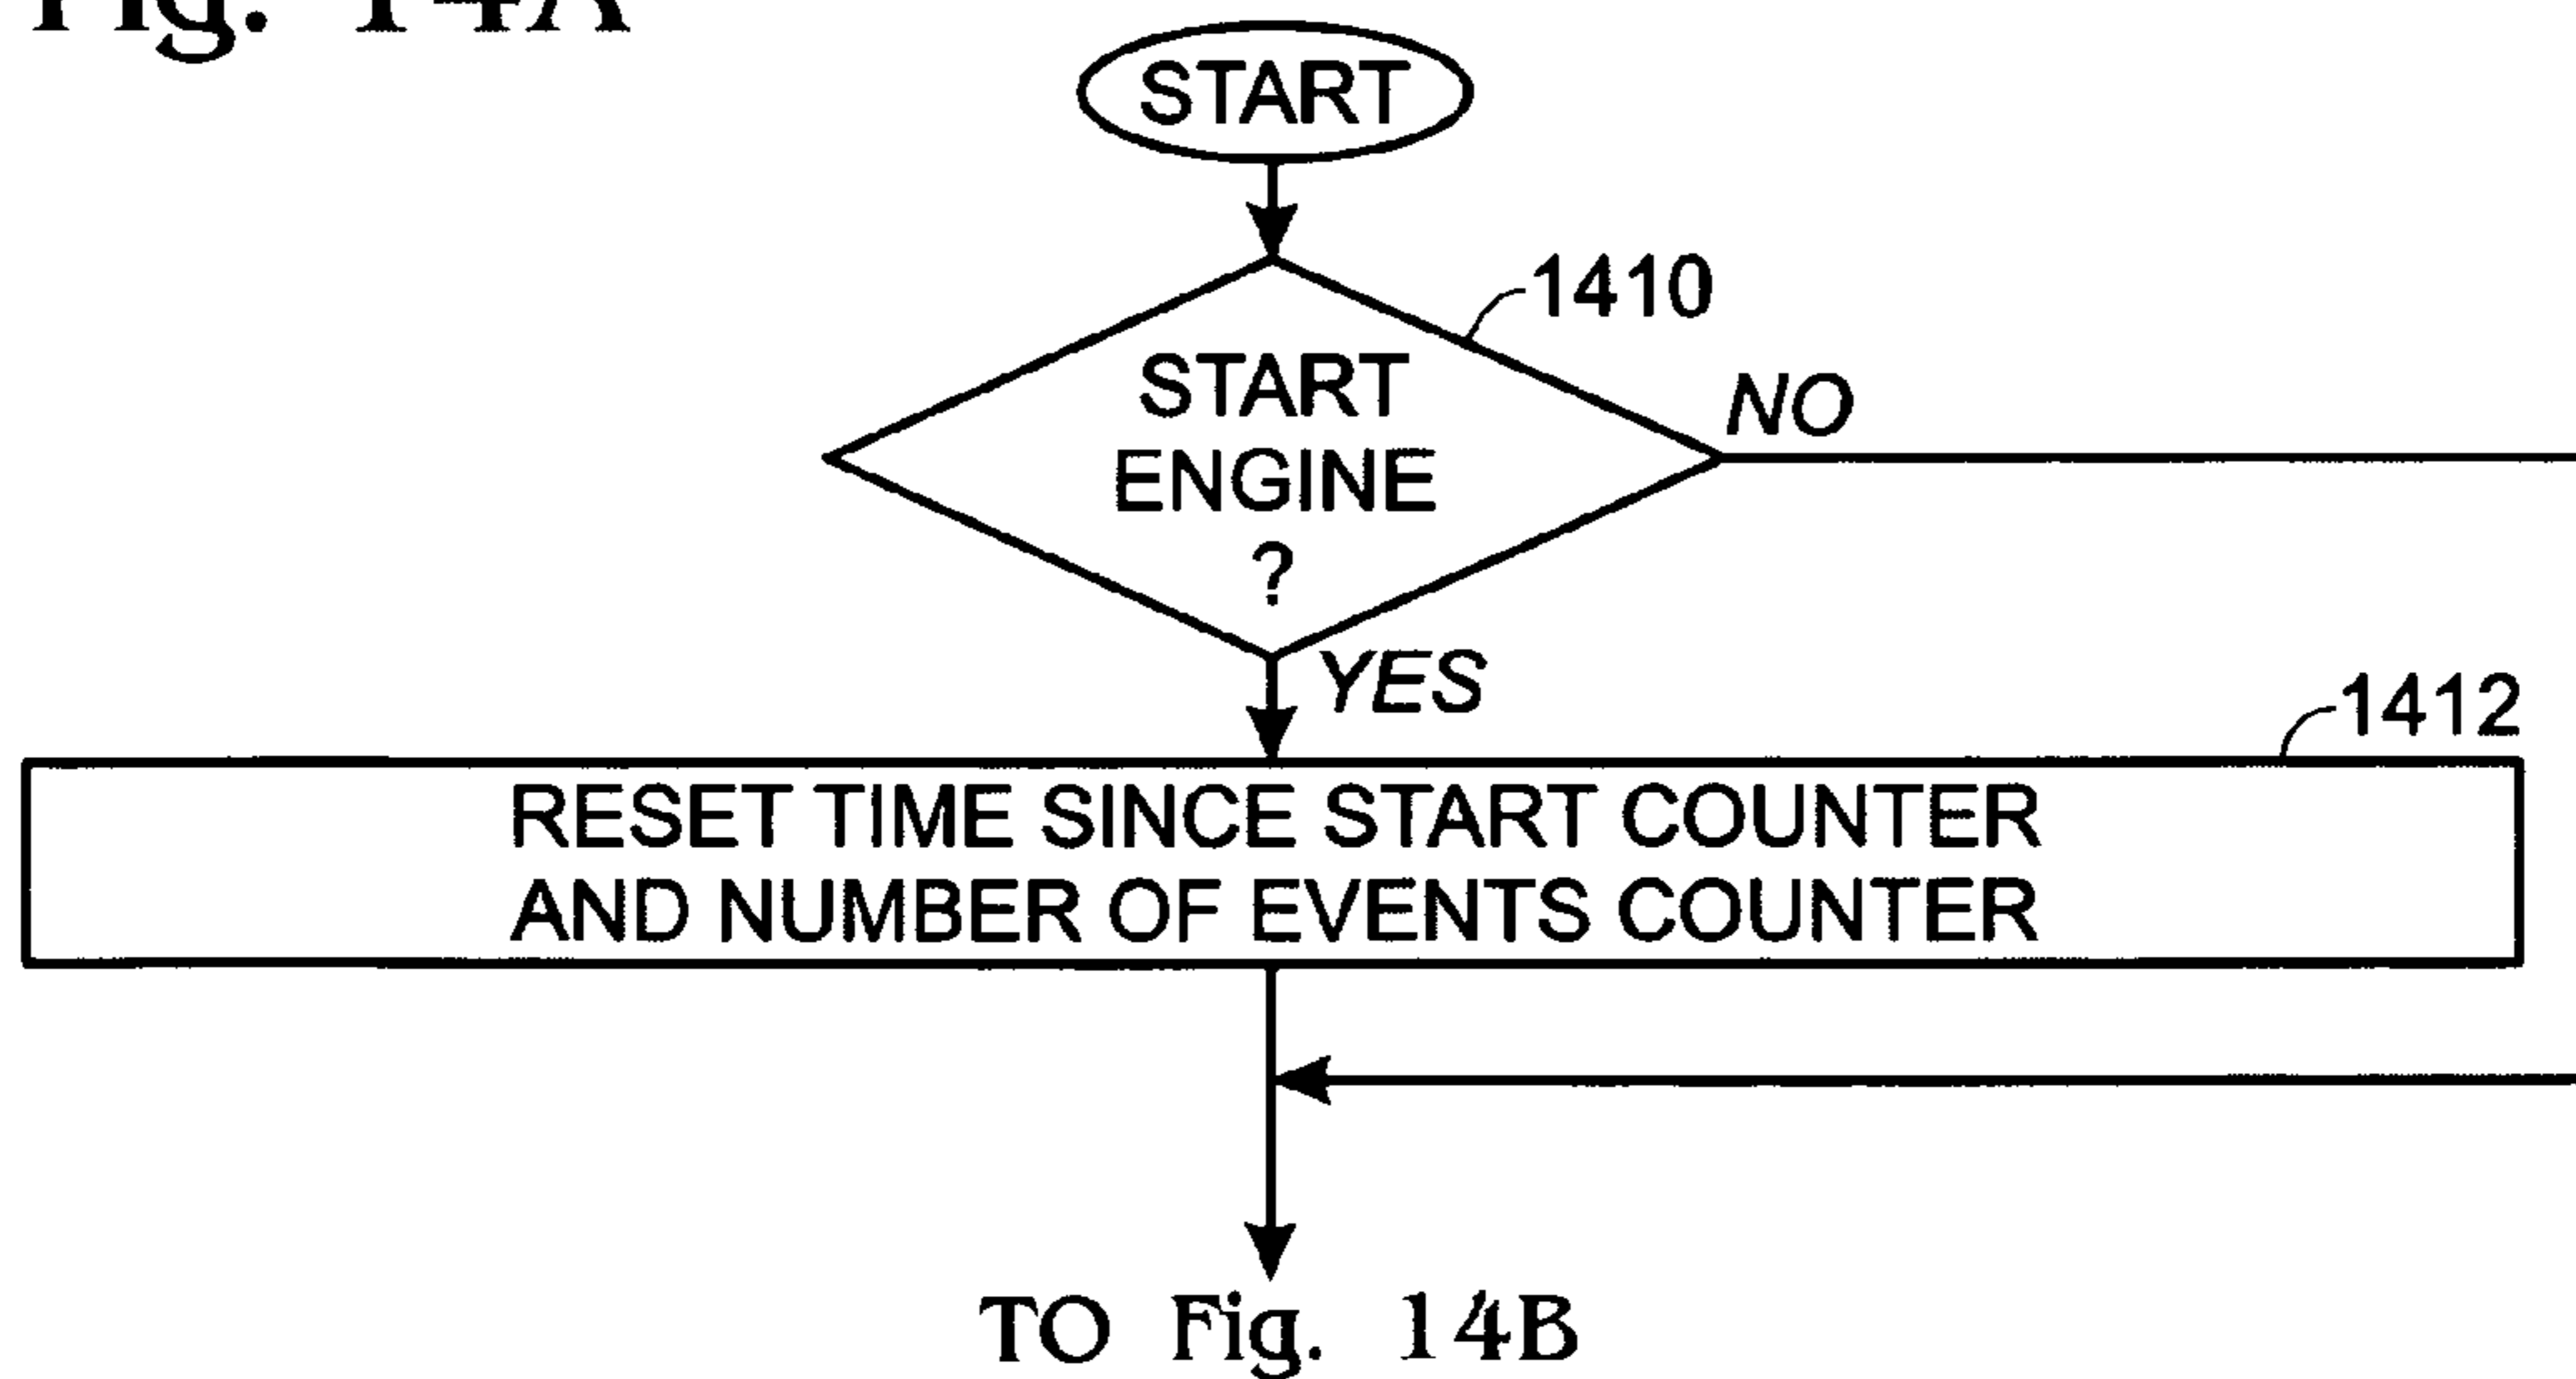 Fig. 14A
START
1410
START
ENGINE
?
NO
YES
1412
RESET TIME SINCE START COUNTER
AND NUMBER OF EVENTS COUNTER
TO Fig. 14B